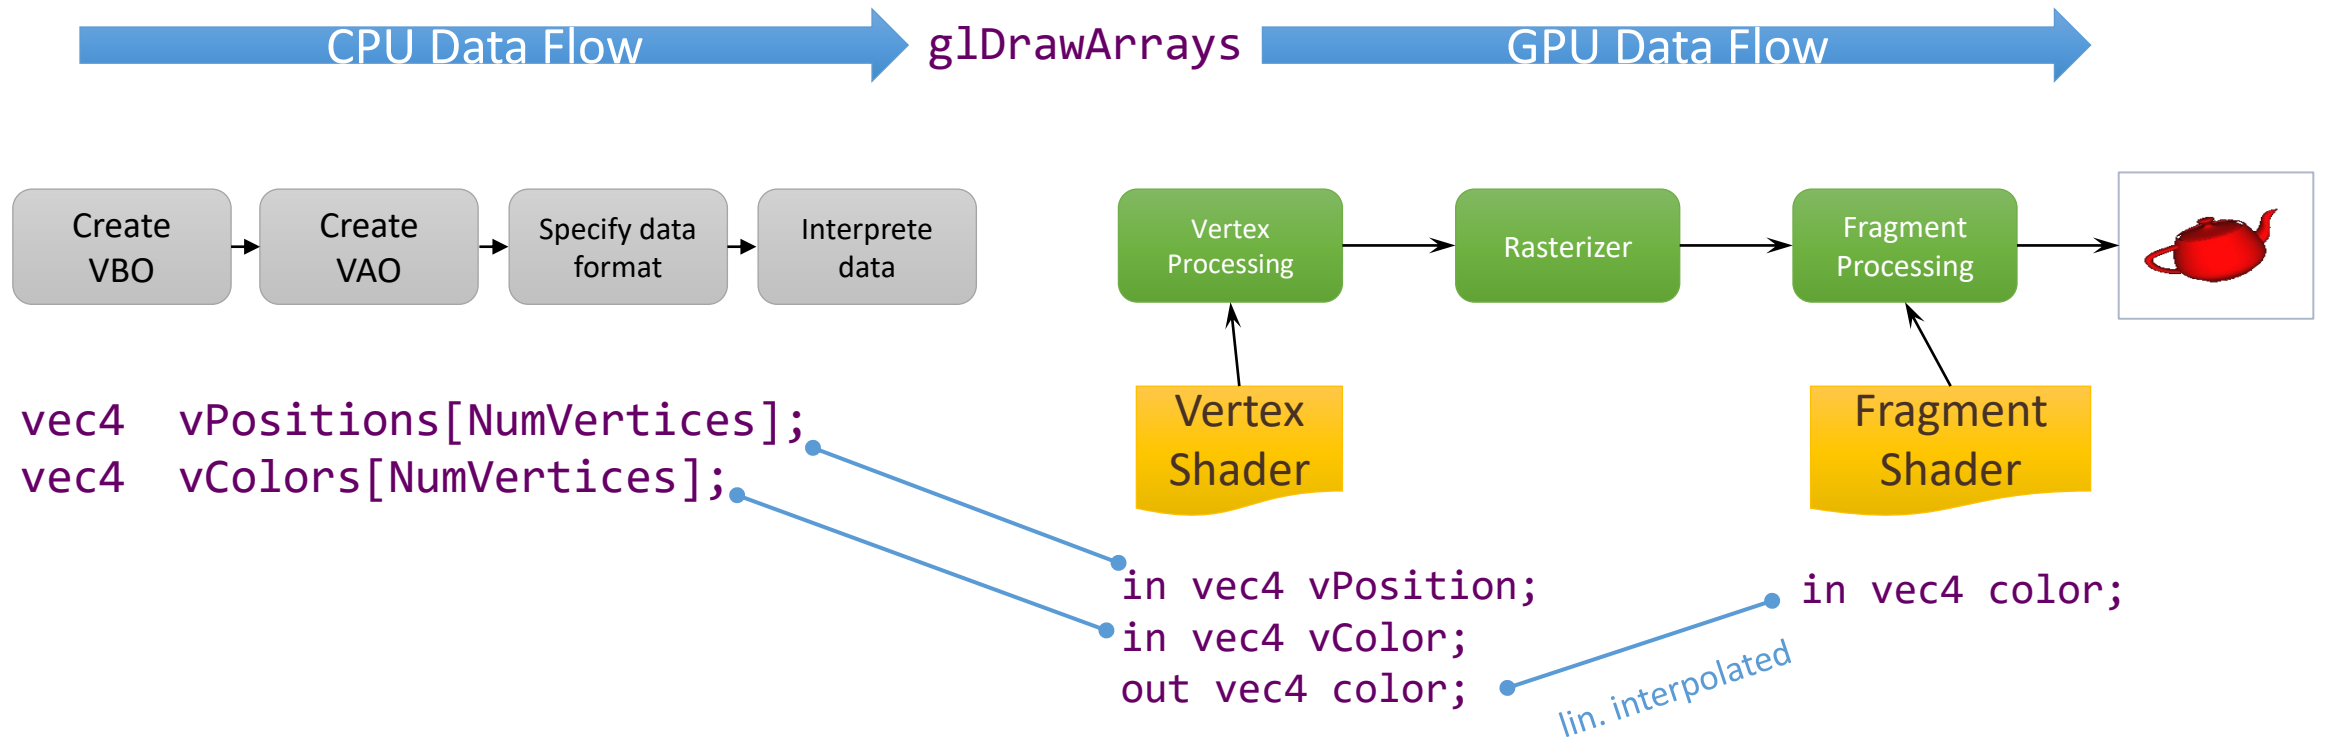 CPU Data Flow
glDrawArrays
GPU Data Flow
Create
VBO
Create
VAO
Specify data
format
Interprete
data
Vertex
Processing
Rasterizer
Fragment
Processing
vec4  vPositions[NumVertices];
vec4  vColors[NumVertices];
Vertex
Shader
Fragment
Shader
in vec4 vPosition;
in vec4 vColor;
out vec4 color;
in vec4 color;
lin. interpolated